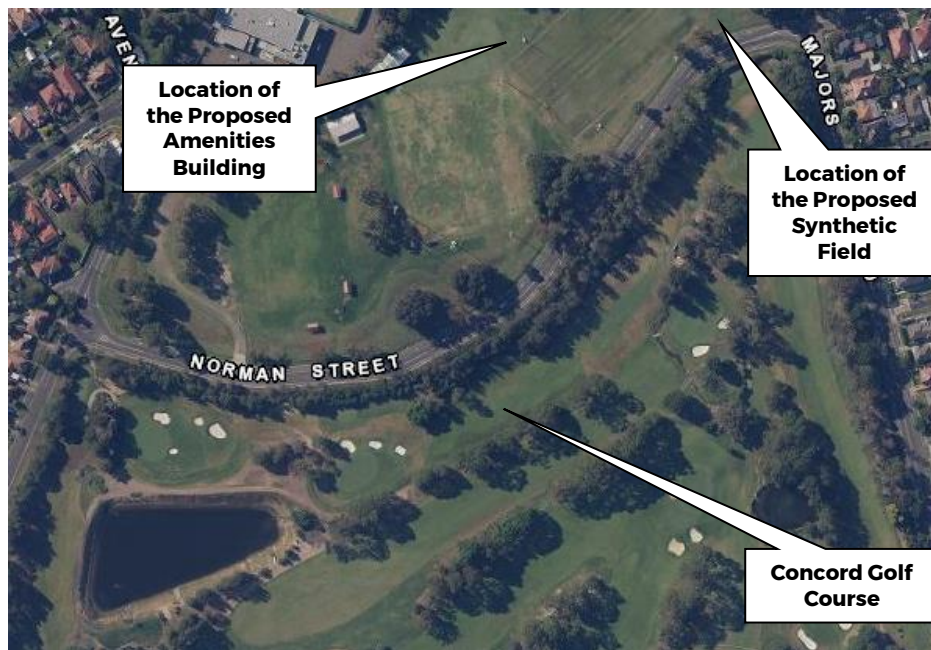 AVEN
Location of
the Proposed
Amenities
Building
MAJORS
Location of
the Proposed
Synthetic
Field
NORMAN STREET
Concord Golf
Course